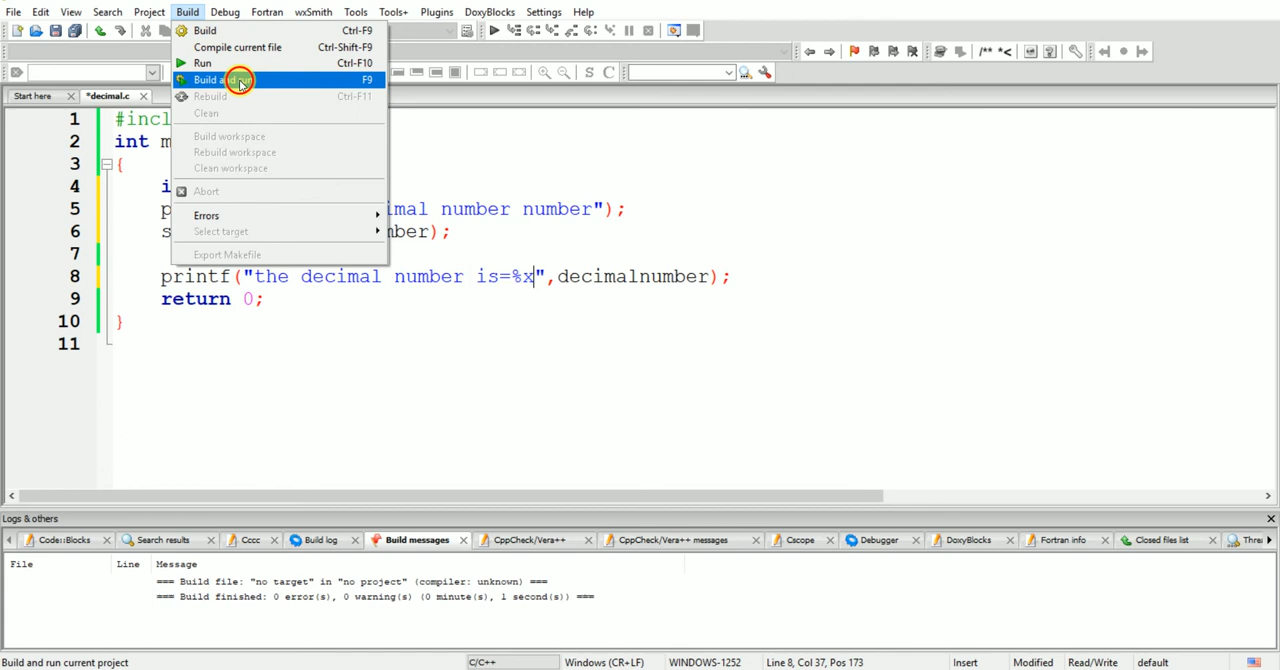 File Edit View Search Project Build Debug Fortran wxSmith Tools Tools+ Plugins DoxyBlocks Settings Help
Build Ctrl-F9
Compile current file Ctrl-Shift-F9
Run Ctrl-F10
Build and run F9
Rebuild Ctrl-F11
Clean
Build workspace
Rebuild workspace
Clean workspace
Abort
Errors
Select target
Export Makefile
/** *<
S C
Start here *decimal.c
1 #incl
2 int m
3 {
4 i
5 p imal number number");
6 s mber);
7
8 printf("the decimal number is=%x",decimalnumber);
9 return 0;
10 }
11
Logs & others
Code::Blocks Search results Cccc Build log Build messages CppCheck/Vera++ CppCheck/Vera++ messages Cscope Debugger DoxyBlocks Fortran info Closed files list Threa
File Line Message
=== Build file: "no target" in "no project" (compiler: unknown) ===
=== Build finished: 0 error(s), 0 warning(s) (0 minute(s), 1 second(s)) ===
Build and run current project C/C++ Windows (CR+LF) WINDOWS-1252 Line 8, Col 37, Pos 173 Insert Modified Read/Write default